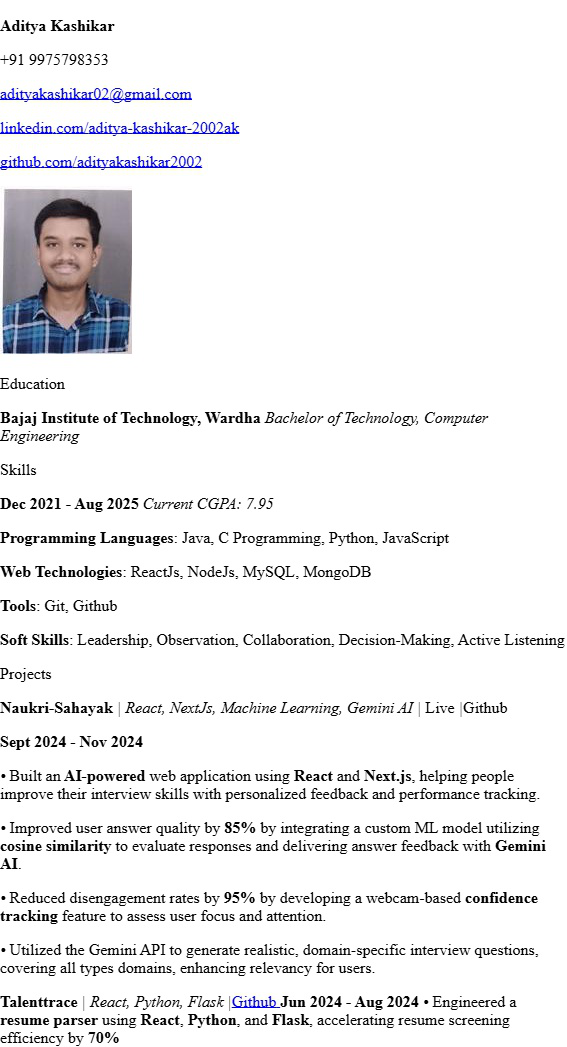 Aditya Kashikar
+91 9975798353
adityakashikar02@gmail.com
linkedin.com/aditya-kashikar-2002ak
github.com/adityakashikar2002
Education
Bajaj Institute of Technology, Wardha Bachelor of Technology, Computer
Engineering
Skills
Dec 2021 - Aug 2025 Current CGPA: 7.95
Programming Languages: Java, C Programming, Python, JavaScript
Web Technologies: ReactJs, NodeJs, MySQL, MongoDB
Tools: Git, Github
Soft Skills: Leadership, Observation, Collaboration, Decision-Making, Active Listening
Projects
Naukri-Sahayak | React, NextJs, Machine Learning, Gemini AI | Live |Github
Sept 2024 - Nov 2024
• Built an AI-powered web application using React and Next.js, helping people
improve their interview skills with personalized feedback and performance tracking.
• Improved user answer quality by 85% by integrating a custom ML model utilizing
cosine similarity to evaluate responses and delivering answer feedback with Gemini
AI.
• Reduced disengagement rates by 95% by developing a webcam-based confidence
tracking feature to assess user focus and attention.
• Utilized the Gemini API to generate realistic, domain-specific interview questions,
covering all types domains, enhancing relevancy for users.
Talenttrace | React, Python, Flask |Github Jun 2024 - Aug 2024 • Engineered a
resume parser using React, Python, and Flask, accelerating resume screening
efficiency by 70%